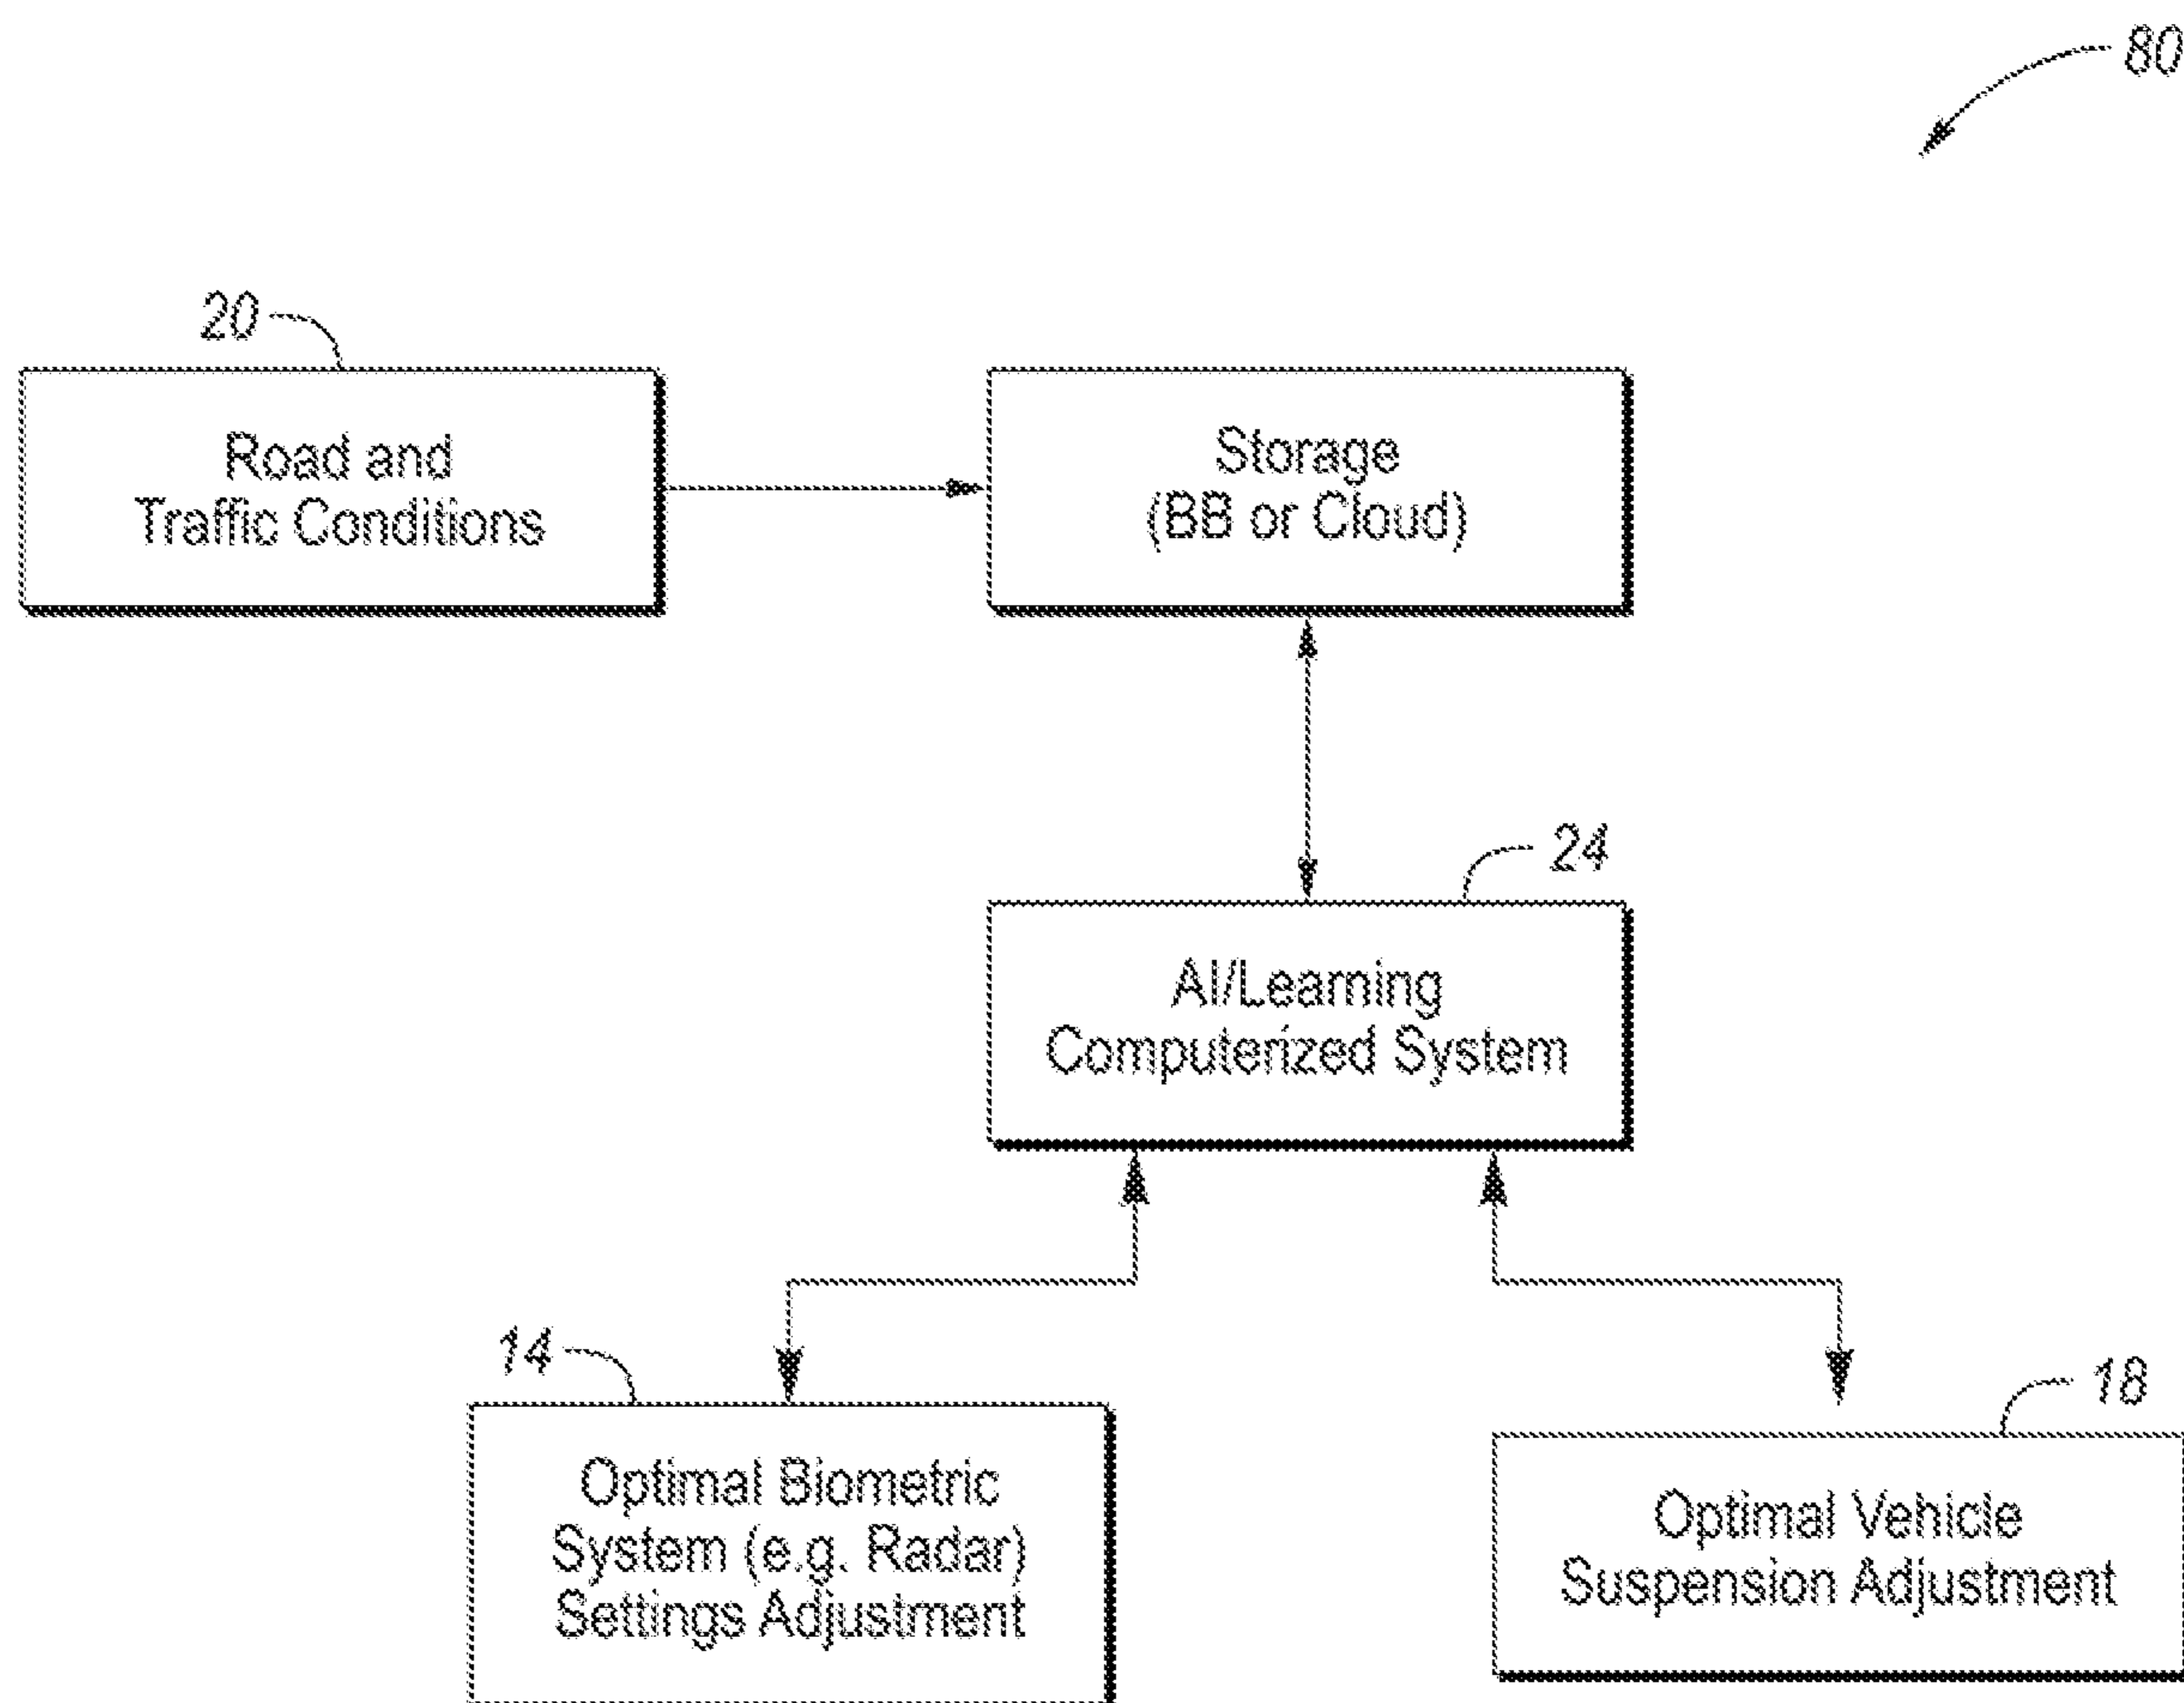 80
20
Road and
Traffic Conditions
Storage
(BB or Cloud)
24
AI/Learning
Computerized System
14
Optimal Biometric
System (e.g. Radar)
Settings Adjustment
18
Optimal Vehicle
Suspension Adjustment